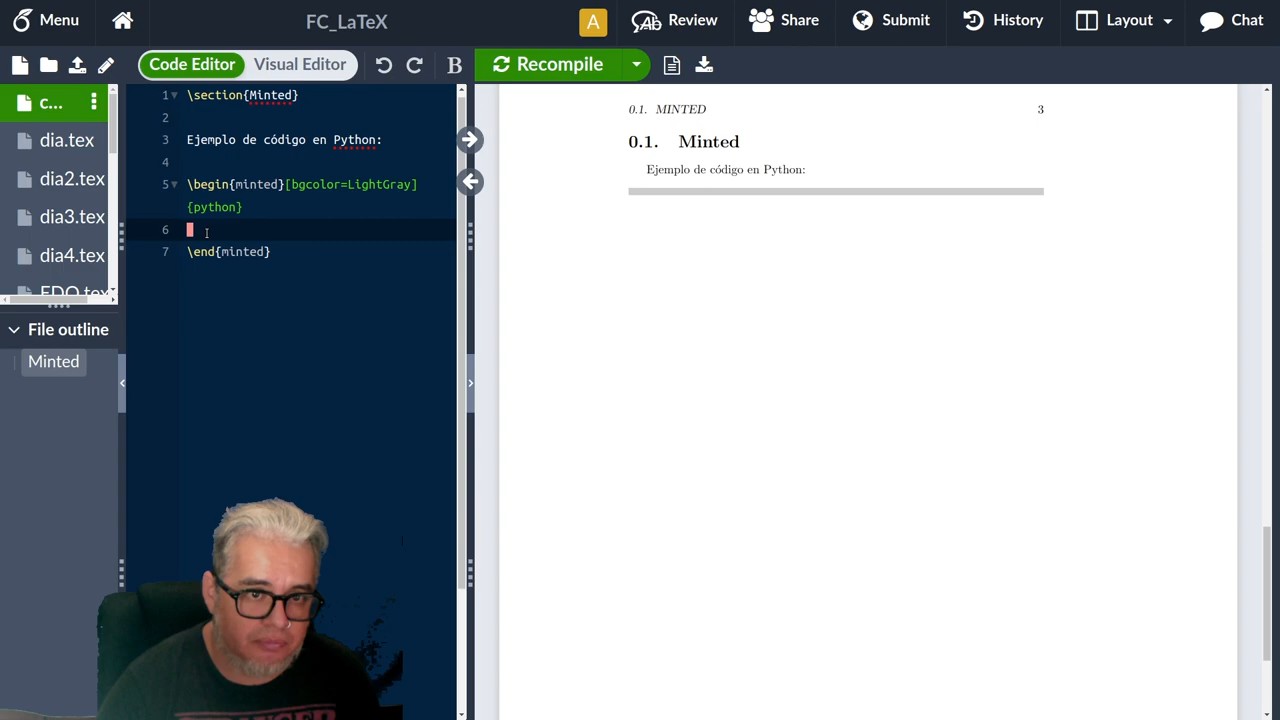 Menu
FC_LaTeX
A
Review
Share
Submit
History
Layout
Chat
Code Editor
Visual Editor
B
Recompile
c...
dia.tex
dia2.tex
dia3.tex
dia4.tex
EDO.tex
File outline
Minted
1 \section{Minted}
2
3 Ejemplo de código en Python:
4
5 \begin{minted}[bgcolor=LightGray]
{python}
6
7 \end{minted}
0.1. MINTED 3
0.1. Minted
Ejemplo de código en Python: